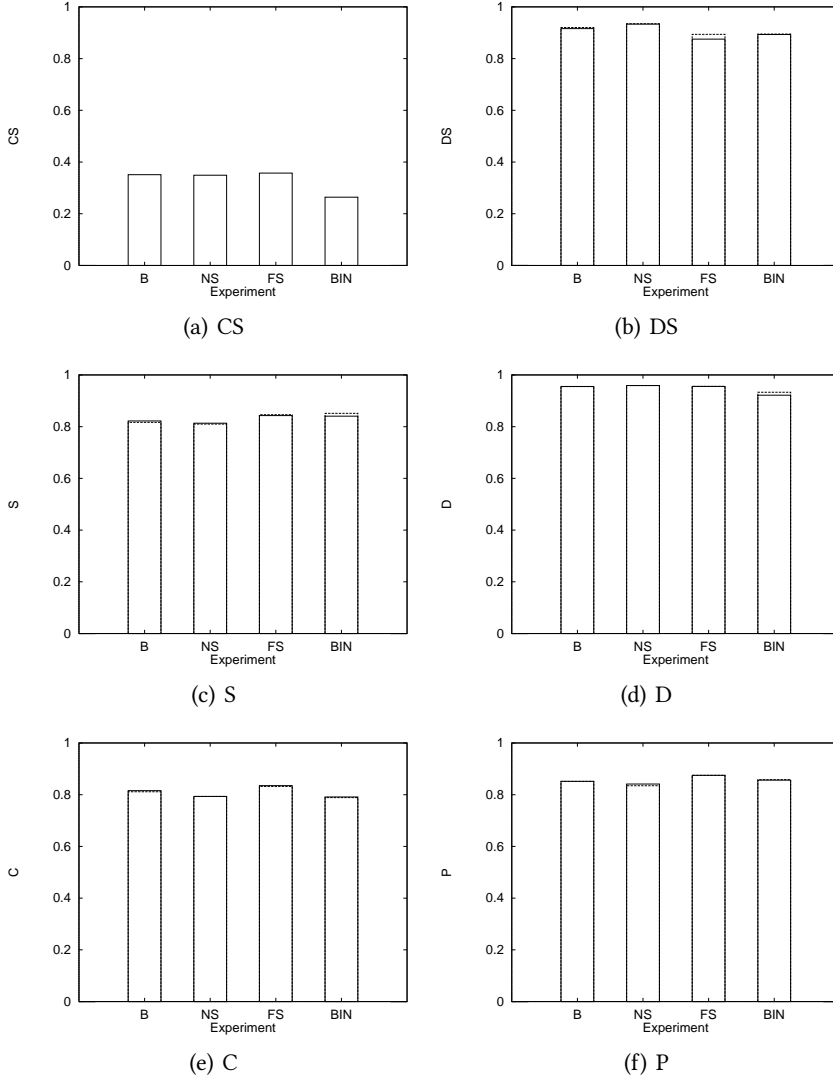 1
0.8
0.6
0.4
0.2
0
CS
B NS FS BIN
Experiment
(a) CS
1
0.8
0.6
0.4
0.2
0
DS
B NS FS BIN
Experiment
(b) DS
1
0.8
0.6
0.4
0.2
0
S
B NS FS BIN
Experiment
(c) S
1
0.8
0.6
0.4
0.2
0
D
B NS FS BIN
Experiment
(d) D
1
0.8
0.6
0.4
0.2
0
C
B NS FS BIN
Experiment
(e) C
1
0.8
0.6
0.4
0.2
0
P
B NS FS BIN
Experiment
(f) P